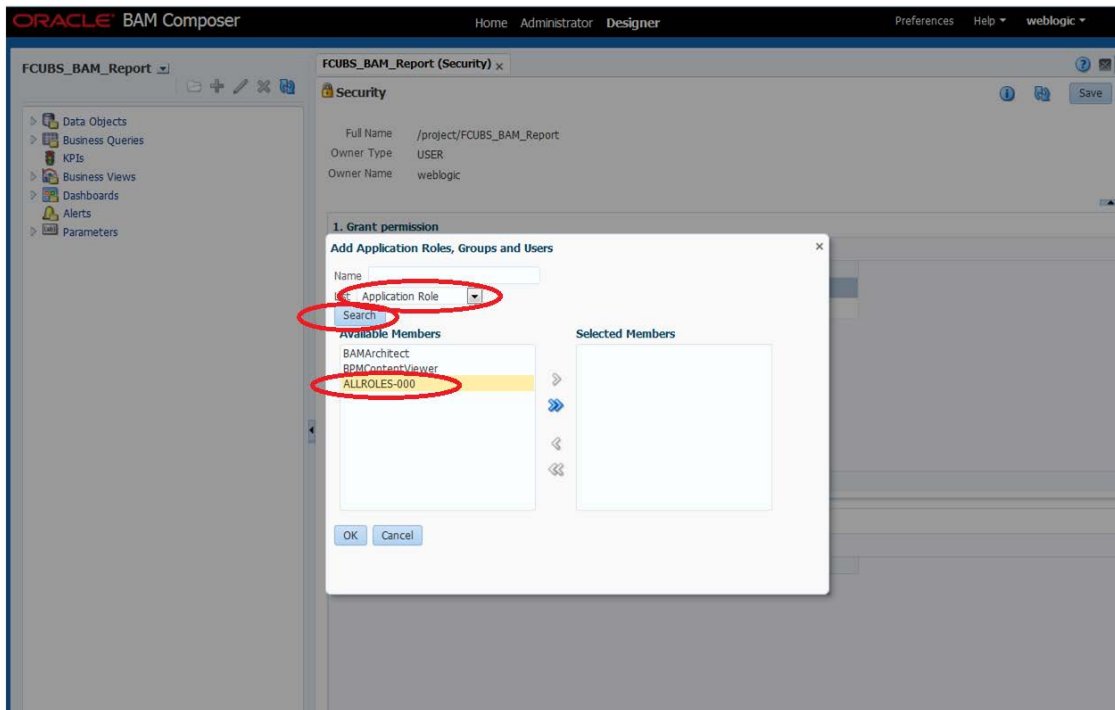 ORACLE BAM Composer
Home Administrator Designer
Preferences Help weblogic
FCUBS_BAM_Report
Data Objects
Business Queries
KPIs
Business Views
Dashboards
Alerts
Parameters
FCUBS_BAM_Report (Security)
Security
Save
Full Name /project/FCUBS_BAM_Report
Owner Type USER
Owner Name weblogic
1. Grant permission
Add Application Roles, Groups and Users
Name
List Application Role
Search
Available Members Selected Members
BAMArchitect
BPMContentViewer
ALLROLES-000
OK Cancel